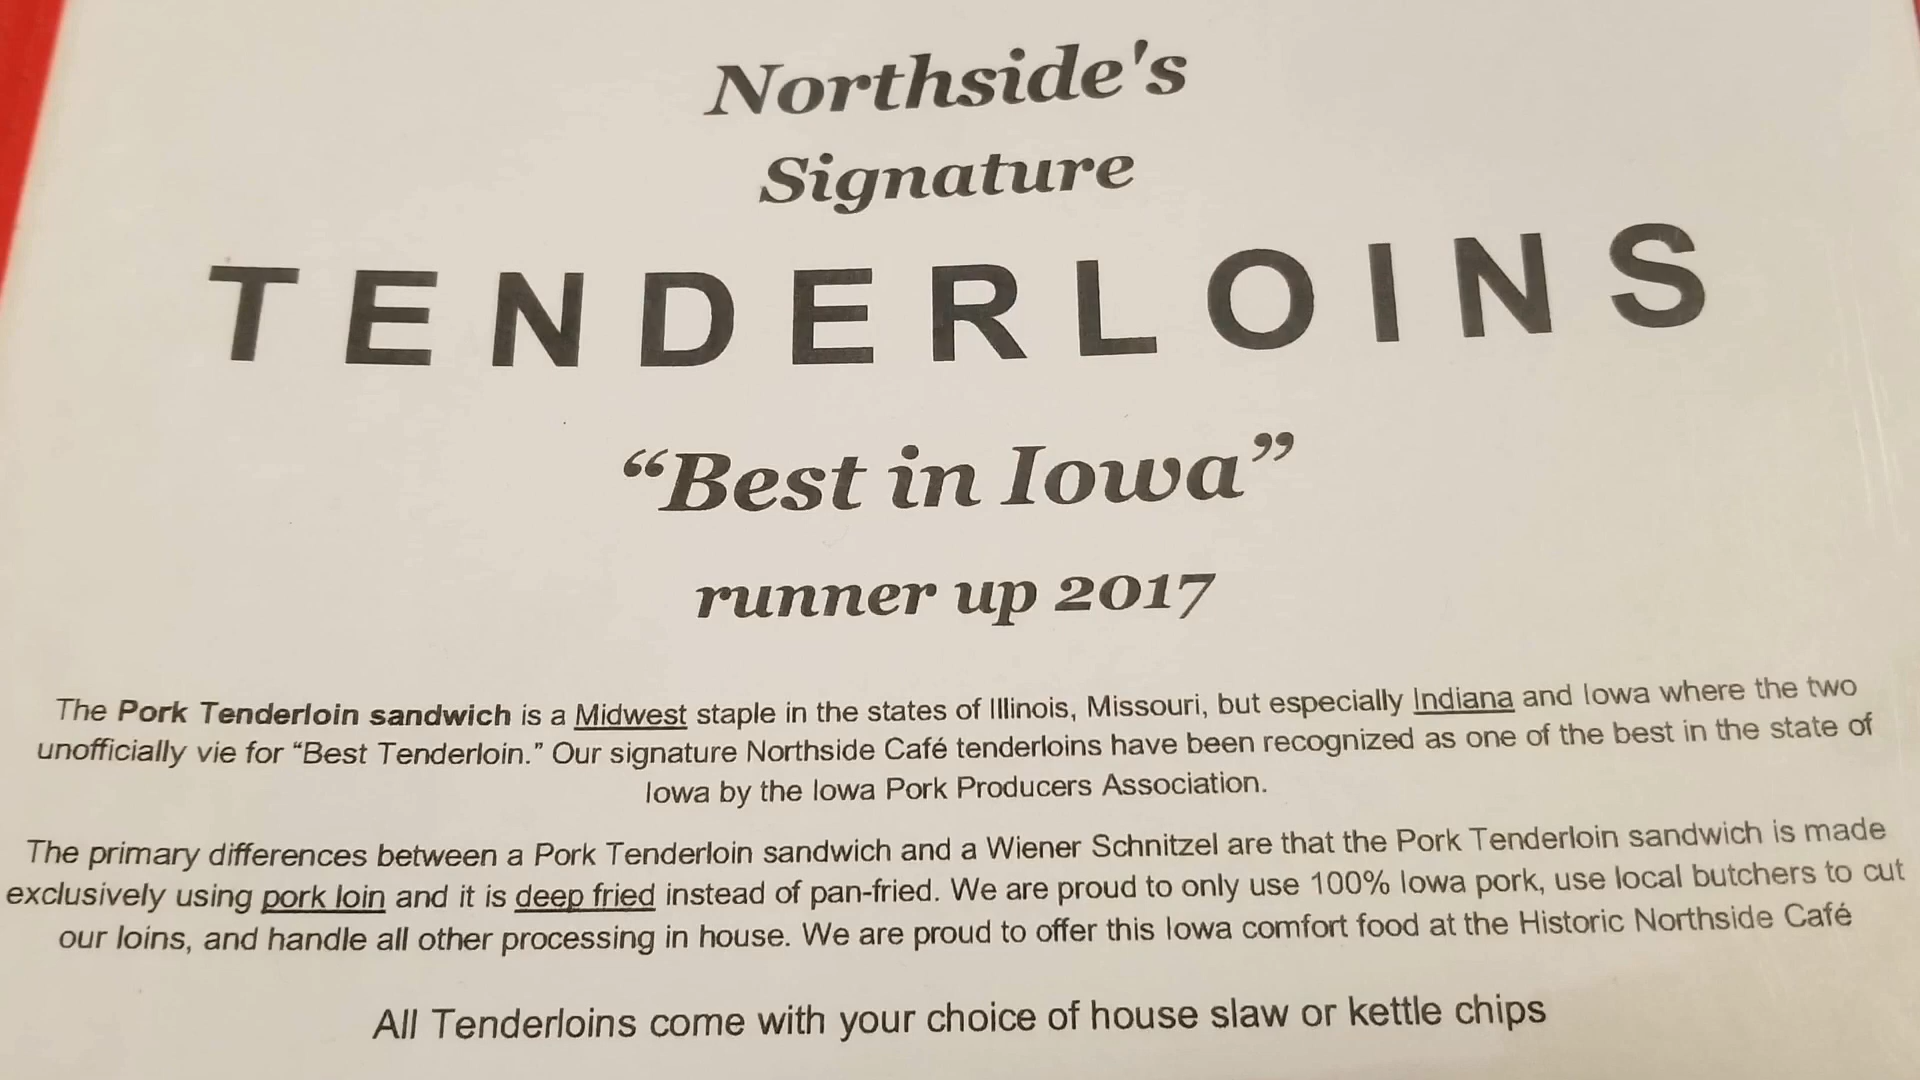 Northside's
Signature
TENDERLOINS
“Best in Iowa”
runner up 2017
The Pork Tenderloin sandwich is a Midwest staple in the states of Illinois, Missouri, but especially Indiana and Iowa where the two
unofficially vie for “Best Tenderloin.” Our signature Northside Café tenderloins have been recognized as one of the best in the state of
Iowa by the Iowa Pork Producers Association.
The primary differences between a Pork Tenderloin sandwich and a Wiener Schnitzel are that the Pork Tenderloin sandwich is made
exclusively using pork loin and it is deep fried instead of pan-fried. We are proud to only use 100% Iowa pork, use local butchers to cut
our loins, and handle all other processing in house. We are proud to offer this Iowa comfort food at the Historic Northside Café
All Tenderloins come with your choice of house slaw or kettle chips